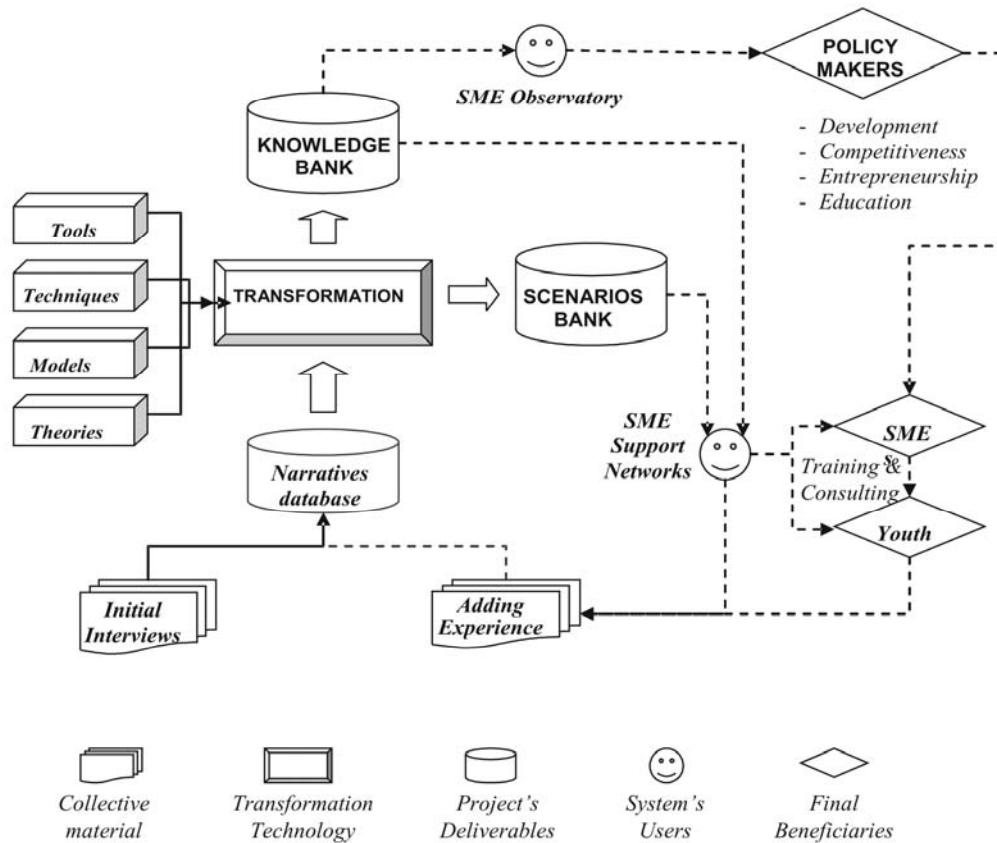 POLICY
MAKERS
SME Observatory
KNOWLEDGE
BANK
- Development
- Competitiveness
- Entrepreneurship
- Education
Tools
Techniques
Models
Theories
TRANSFORMATION
SCENARIOS
BANK
SME
Support
Networks
SME
s
Training &
Consulting
Youth
Narratives
database
Initial
Interviews
Adding
Experience
Collective
material
Transformation
Technology
Project's
Deliverables
System's
Users
Final
Beneficiaries